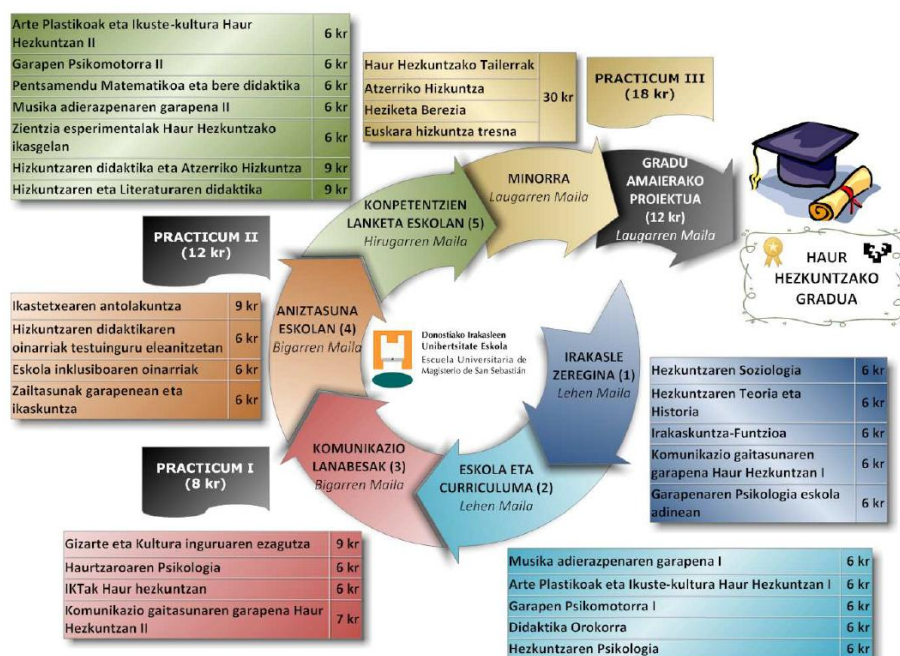 Arte Plastikoak eta Ikuste-kultura Haur
Hezkuntzan II
6 kr
Garapen Psikomotorra II
6 kr
Pentsamendu Matematikoa eta bere didaktika
6 kr
Musika adierazpenaren garapena II
6 kr
Zientzia esperimentalak Haur Hezkuntzako
ikasgelan
6 kr
Hizkuntzaren didaktika eta Atzerriko Hizkuntza
9 kr
Hizkuntzaren eta Literaturaren didaktika
9 kr
Haur Hezkuntzako Tailerrak
Atzerriko Hizkuntza
Heziketa Berezia
Euskara hizkuntza tresna
30 kr
PRACTICUM III
(18 kr)
KONPETENTZIEN
LANKETA ESKOLAN (5)
Hirugarren Maila
MINORRA
Laugarren Maila
GRADU
AMAIERAKO
PROIEKTUA
(12 kr)
Laugarren Maila
HAUR
HEZKUNTZAKO
GRADUA
PRACTICUM II
(12 kr)
Ikastetxearen antolakuntza
9 kr
Hizkuntzaren didaktikaren
oinarriak testuinguru eleanitzetan
6 kr
Eskola inklusiboaren oinarriak
6 kr
Zailtasunak garapenean eta
ikaskuntza
6 kr
ANIZTASUNA
ESKOLAN (4)
Bigarren Maila
Donostiako Irakasleen
Unibertsitate Eskola
Escuela Universitaria de
Magisterio de San Sebastián
IRAKASLE
ZEREGINA (1)
Lehen Maila
Hezkuntzaren Soziologia
6 kr
Hezkuntzaren Teoria eta
Historia
6 kr
Irakaskuntza-Funtzioa
6 kr
Komunikazio gaitasunaren
garapena Haur Hezkuntzan I
6 kr
Garapenaren Psikologia eskola
adinean
6 kr
PRACTICUM I
(8 kr)
KOMUNIKAZIO
LANABESAK (3)
Bigarren Maila
ESKOLA ETA
CURRICULUMA (2)
Lehen Maila
Gizarte eta Kultura inguruaren ezagutza
9 kr
Haurtzaroaren Psikologia
6 kr
IKTak Haur hezkuntzan
6 kr
Komunikazio gaitasunaren garapena Haur
Hezkuntzan II
7 kr
Musika adierazpenaren garapena I
6 kr
Arte Plastikoak eta Ikuste-kultura Haur Hezkuntzan I
6 kr
Garapen Psikomotorra I
6 kr
Didaktika Orokorra
6 kr
Hezkuntzaren Psikologia
6 kr